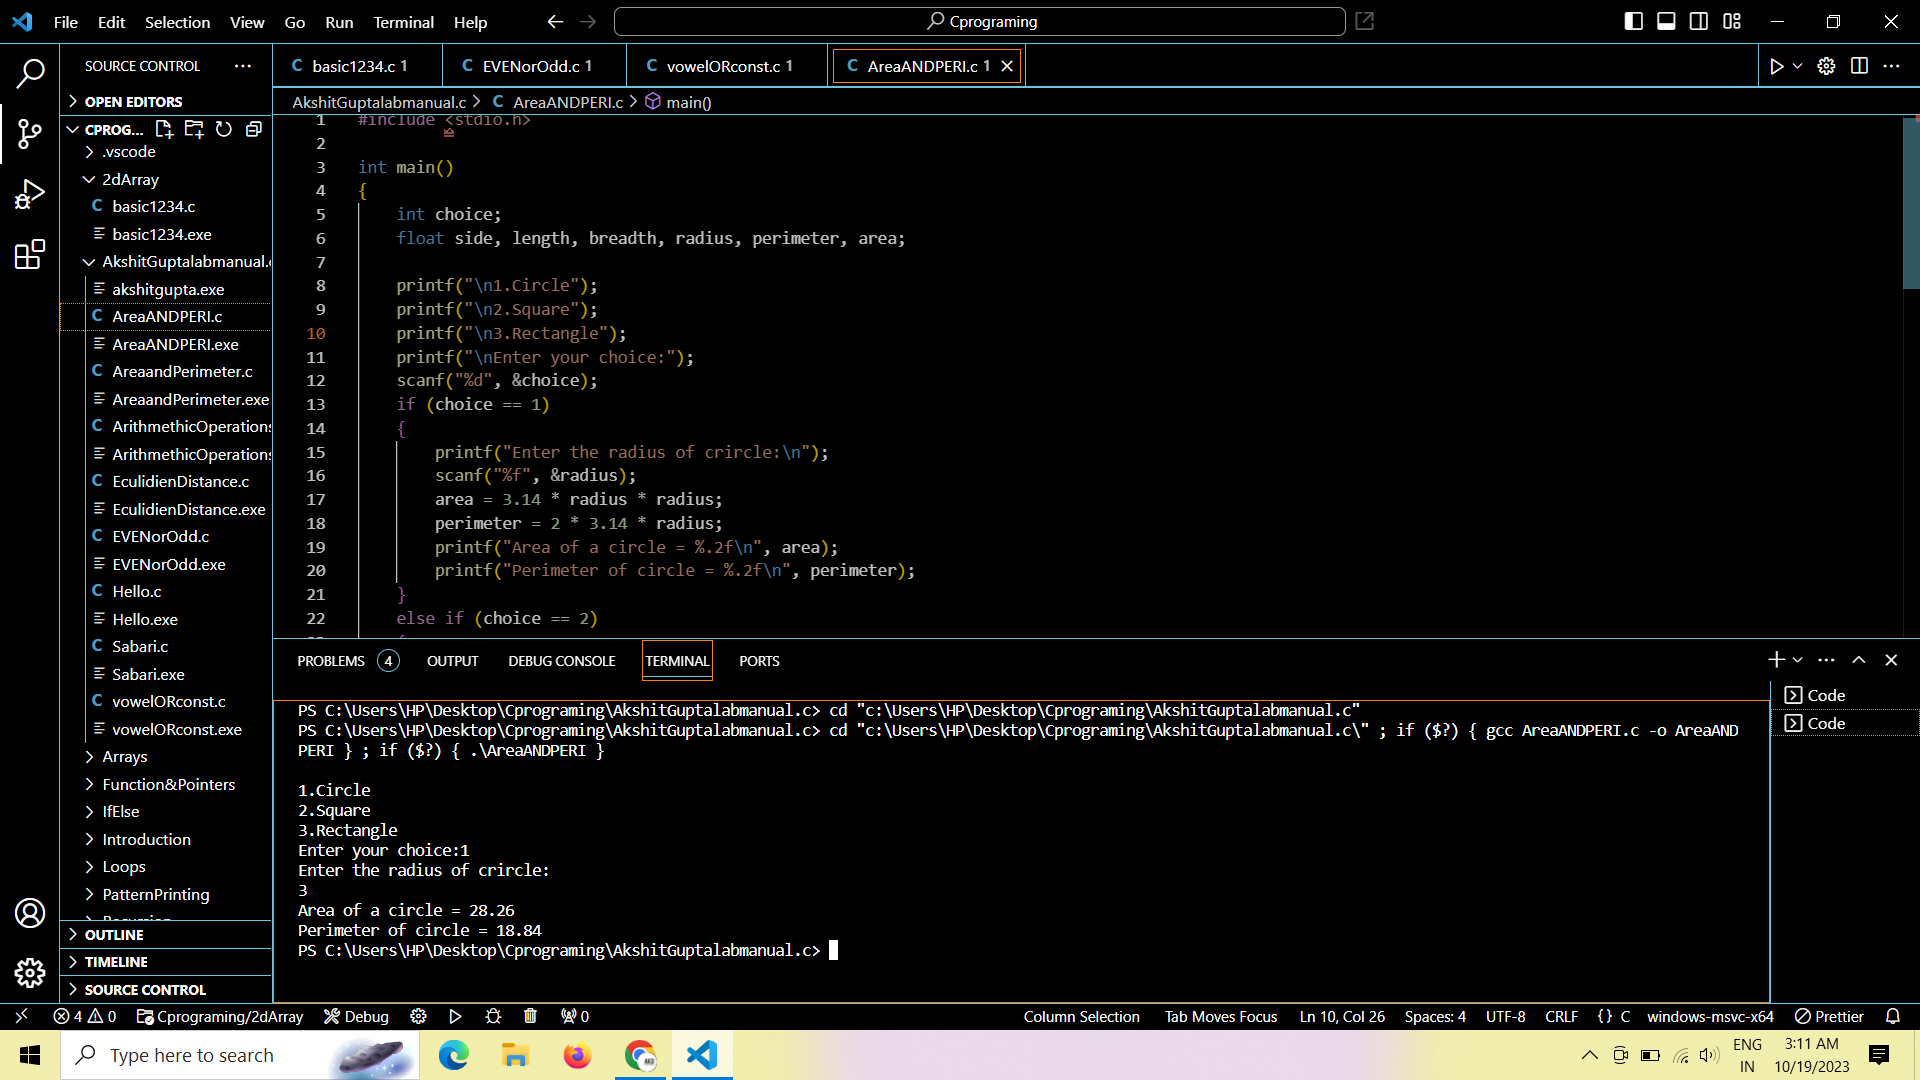 File Edit Selection View Go Run Terminal Help
Cprograming
SOURCE CONTROL
basic1234.c 1
EVENorOdd.c 1
vowelORconst.c 1
AreaANDPERI.c 1
OPEN EDITORS
AkshitGuptalabmanual.c > C AreaANDPERI.c > main()
CPROG...
.vscode
2dArray
basic1234.c
basic1234.exe
AkshitGuptalabmanual.
akshitgupta.exe
AreaANDPERI.c
AreaANDPERI.exe
AreaandPerimeter.c
AreaandPerimeter.exe
ArithmethicOperations
ArithmethicOperations
EculidienDistance.c
EculidienDistance.exe
EVENorOdd.c
EVENorOdd.exe
Hello.c
Hello.exe
Sabari.c
Sabari.exe
vowelORconst.c
vowelORconst.exe
Arrays
Function&Pointers
IfElse
Introduction
Loops
PatternPrinting
OUTLINE
TIMELINE
SOURCE CONTROL
1 #include <stdio.h>
2
3 int main()
4 {
5 int choice;
6 float side, length, breadth, radius, perimeter, area;
7
8 printf("\n1.Circle");
9 printf("\n2.Square");
10 printf("\n3.Rectangle");
11 printf("\nEnter your choice:");
12 scanf("%d", &choice);
13 if (choice == 1)
14 {
15 printf("Enter the radius of crircle:\n");
16 scanf("%f", &radius);
17 area = 3.14 * radius * radius;
18 perimeter = 2 * 3.14 * radius;
19 printf("Area of a circle = %.2f\n", area);
20 printf("Perimeter of circle = %.2f\n", perimeter);
21 }
22 else if (choice == 2)
PROBLEMS 4 OUTPUT DEBUG CONSOLE TERMINAL PORTS
Code
Code
PS C:\Users\HP\Desktop\Cprograming\AkshitGuptalabmanual.c> cd "c:\Users\HP\Desktop\Cprograming\AkshitGuptalabmanual.c"
PS C:\Users\HP\Desktop\Cprograming\AkshitGuptalabmanual.c> cd "c:\Users\HP\Desktop\Cprograming\AkshitGuptalabmanual.c\" ; if ($?) { gcc AreaANDPERI.c -o AreaAND
PERI } ; if ($?) { .\AreaANDPERI }
1.Circle
2.Square
3.Rectangle
Enter your choice:1
Enter the radius of crircle:
3
Area of a circle = 28.26
Perimeter of circle = 18.84
PS C:\Users\HP\Desktop\Cprograming\AkshitGuptalabmanual.c>
4 0 Cprograming/2dArray Debug 0 Column Selection Tab Moves Focus Ln 10, Col 26 Spaces: 4 UTF-8 CRLF {} C windows-msvc-x64 Prettier
Type here to search
ENG
IN
3:11 AM
10/19/2023